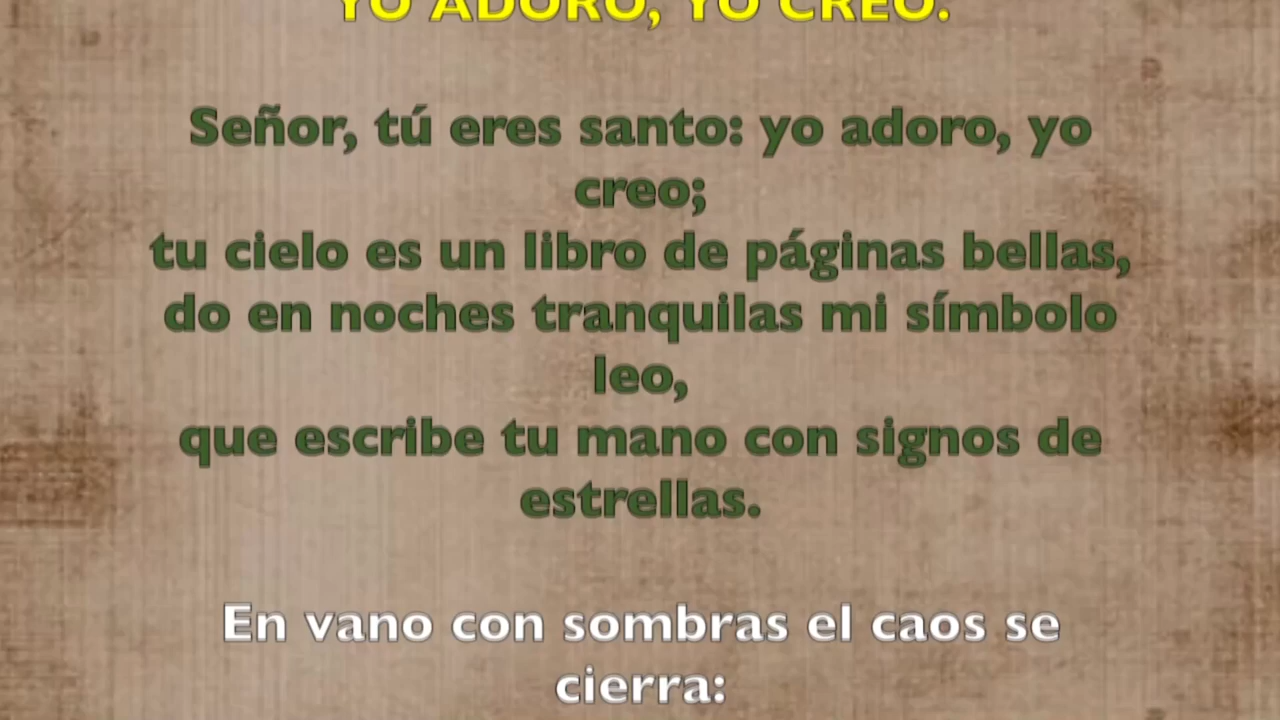 YO ADORO, YO CREO.
Señor, tú eres santo: yo adoro, yo
creo;
tu cielo es un libro de páginas bellas,
do en noches tranquilas mi símbolo
leo,
que escribe tu mano con signos de
estrellas.
En vano con sombras el caos se
cierra: